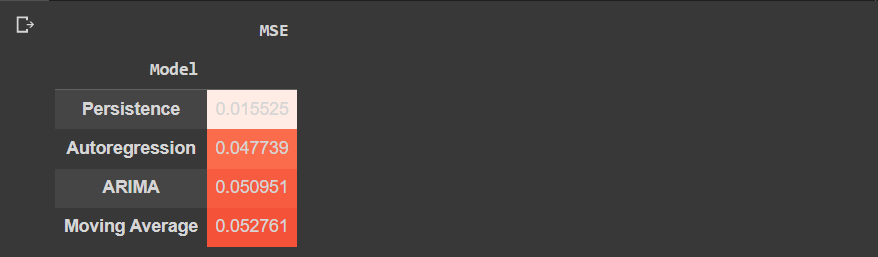 MSE
Model
Persistence 0.015525
Autoregression 0.047739
ARIMA 0.050951
Moving Average 0.052761